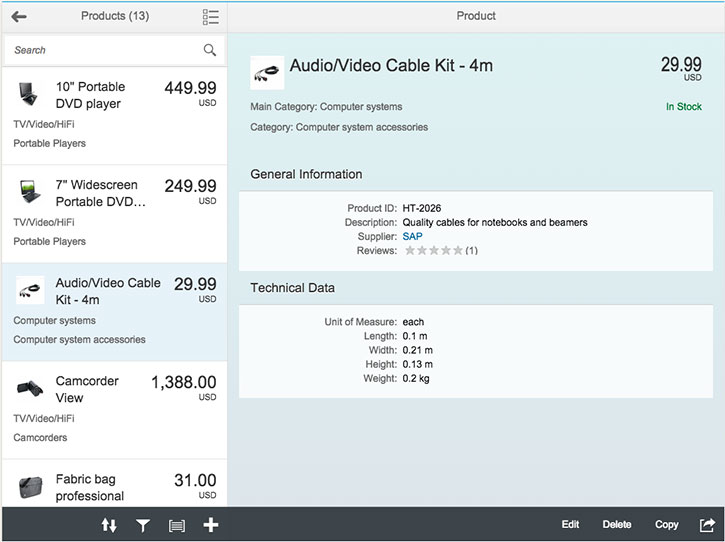 Products (13)
Search
10" Portable
DVD player
449.99
USD
TV/Video/HiFi
Portable Players
7" Widescreen
Portable DVD…
249.99
USD
TV/Video/HiFi
Portable Players
Audio/Video Cable
Kit - 4m
29.99
USD
Computer systems
Computer system accessories
Camcorder
View
1,388.00
USD
TV/Video/HiFi
Camcorders
Fabric bag
professional
31.00
USD
Product
Audio/Video Cable Kit - 4m
29.99
USD
Main Category: Computer systems
In Stock
Category: Computer system accessories
General Information
Product ID: HT-2026
Description: Quality cables for notebooks and beamers
Supplier: SAP
Reviews: (1)
Technical Data
Unit of Measure: each
Length: 0.1 m
Width: 0.21 m
Height: 0.13 m
Weight: 0.2 kg
Edit Delete Copy